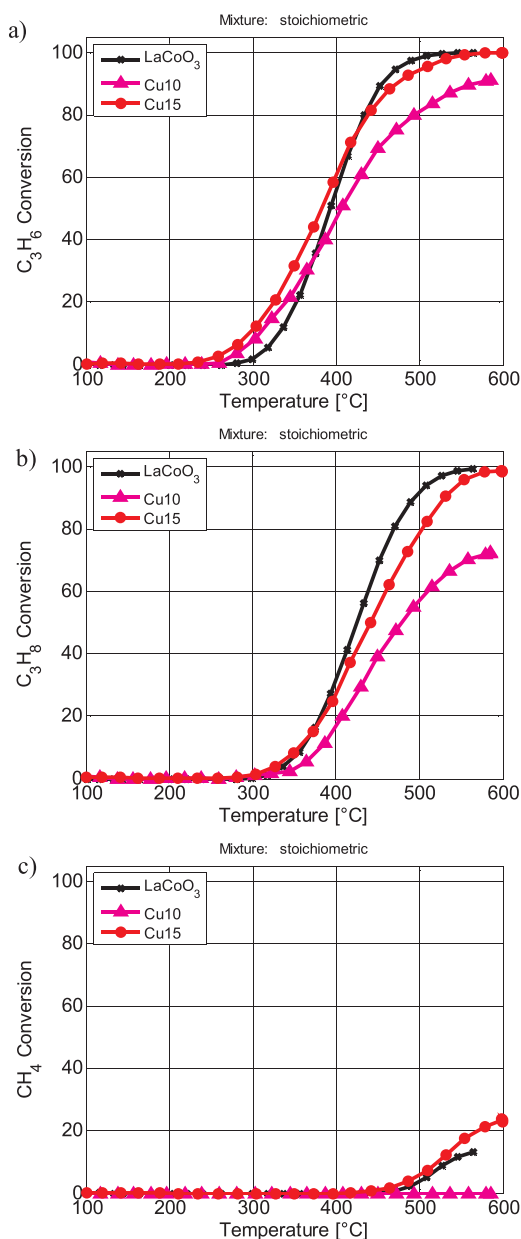 Mixture: stoichiometric
a)
100
80
60
40
20
0
C3H6 Conversion
LaCoO3
Cu10
Cu15
100 200 300 400 500 600
Temperature [°C]
Mixture: stoichiometric
b)
100
80
60
40
20
0
C3H8 Conversion
LaCoO3
Cu10
Cu15
100 200 300 400 500 600
Temperature [°C]
Mixture: stoichiometric
c)
100
80
60
40
20
0
CH4 Conversion
LaCoO3
Cu10
Cu15
100 200 300 400 500 600
Temperature [°C]